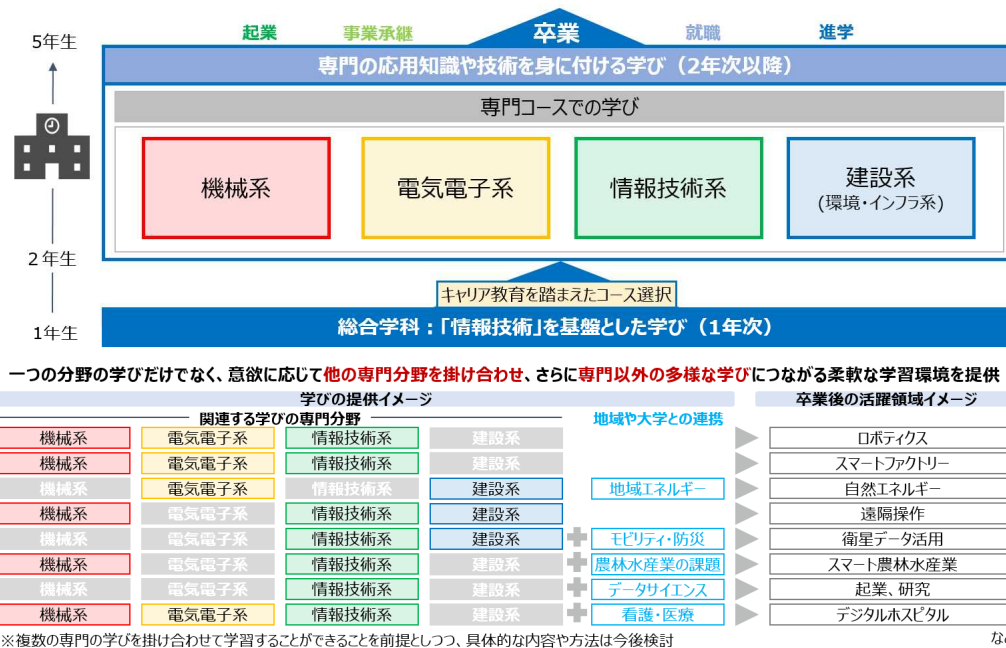 起業 事業承継 卒業 就職 進学
5年生
専門の応用知識や技術を身に付ける学び（2年次以降）
専門コースでの学び
機械系 電気電子系 情報技術系 建設系
(環境・インフラ系)
2年生
キャリア教育を踏まえたコース選択
1年生
総合学科：「情報技術」を基盤とした学び（1年次）
一つの分野の学びだけでなく、意欲に応じて他の専門分野を掛け合わせ、さらに専門以外の多様な学びにつながる柔軟な学習環境を提供
学びの提供イメージ 卒業後の活躍領域イメージ
関連する学びの専門分野 地域や大学との連携
機械系 電気電子系 情報技術系 建設系 ロボティクス
機械系 電気電子系 情報技術系 建設系 スマートファクトリー
機械系 電気電子系 情報技術系 建設系 地域エネルギー 自然エネルギー
機械系 電気電子系 情報技術系 建設系 遠隔操作
機械系 電気電子系 情報技術系 建設系 モビリティ・防災 衛星データ活用
機械系 電気電子系 情報技術系 建設系 農林水産業の課題 スマート農林水産業
機械系 電気電子系 情報技術系 建設系 データサイエンス 起業、研究
機械系 電気電子系 情報技術系 建設系 看護・医療 デジタルホスピタル
※複数の専門の学びを掛け合わせて学習することができることを前提としつつ、具体的な内容や方法は今後検討